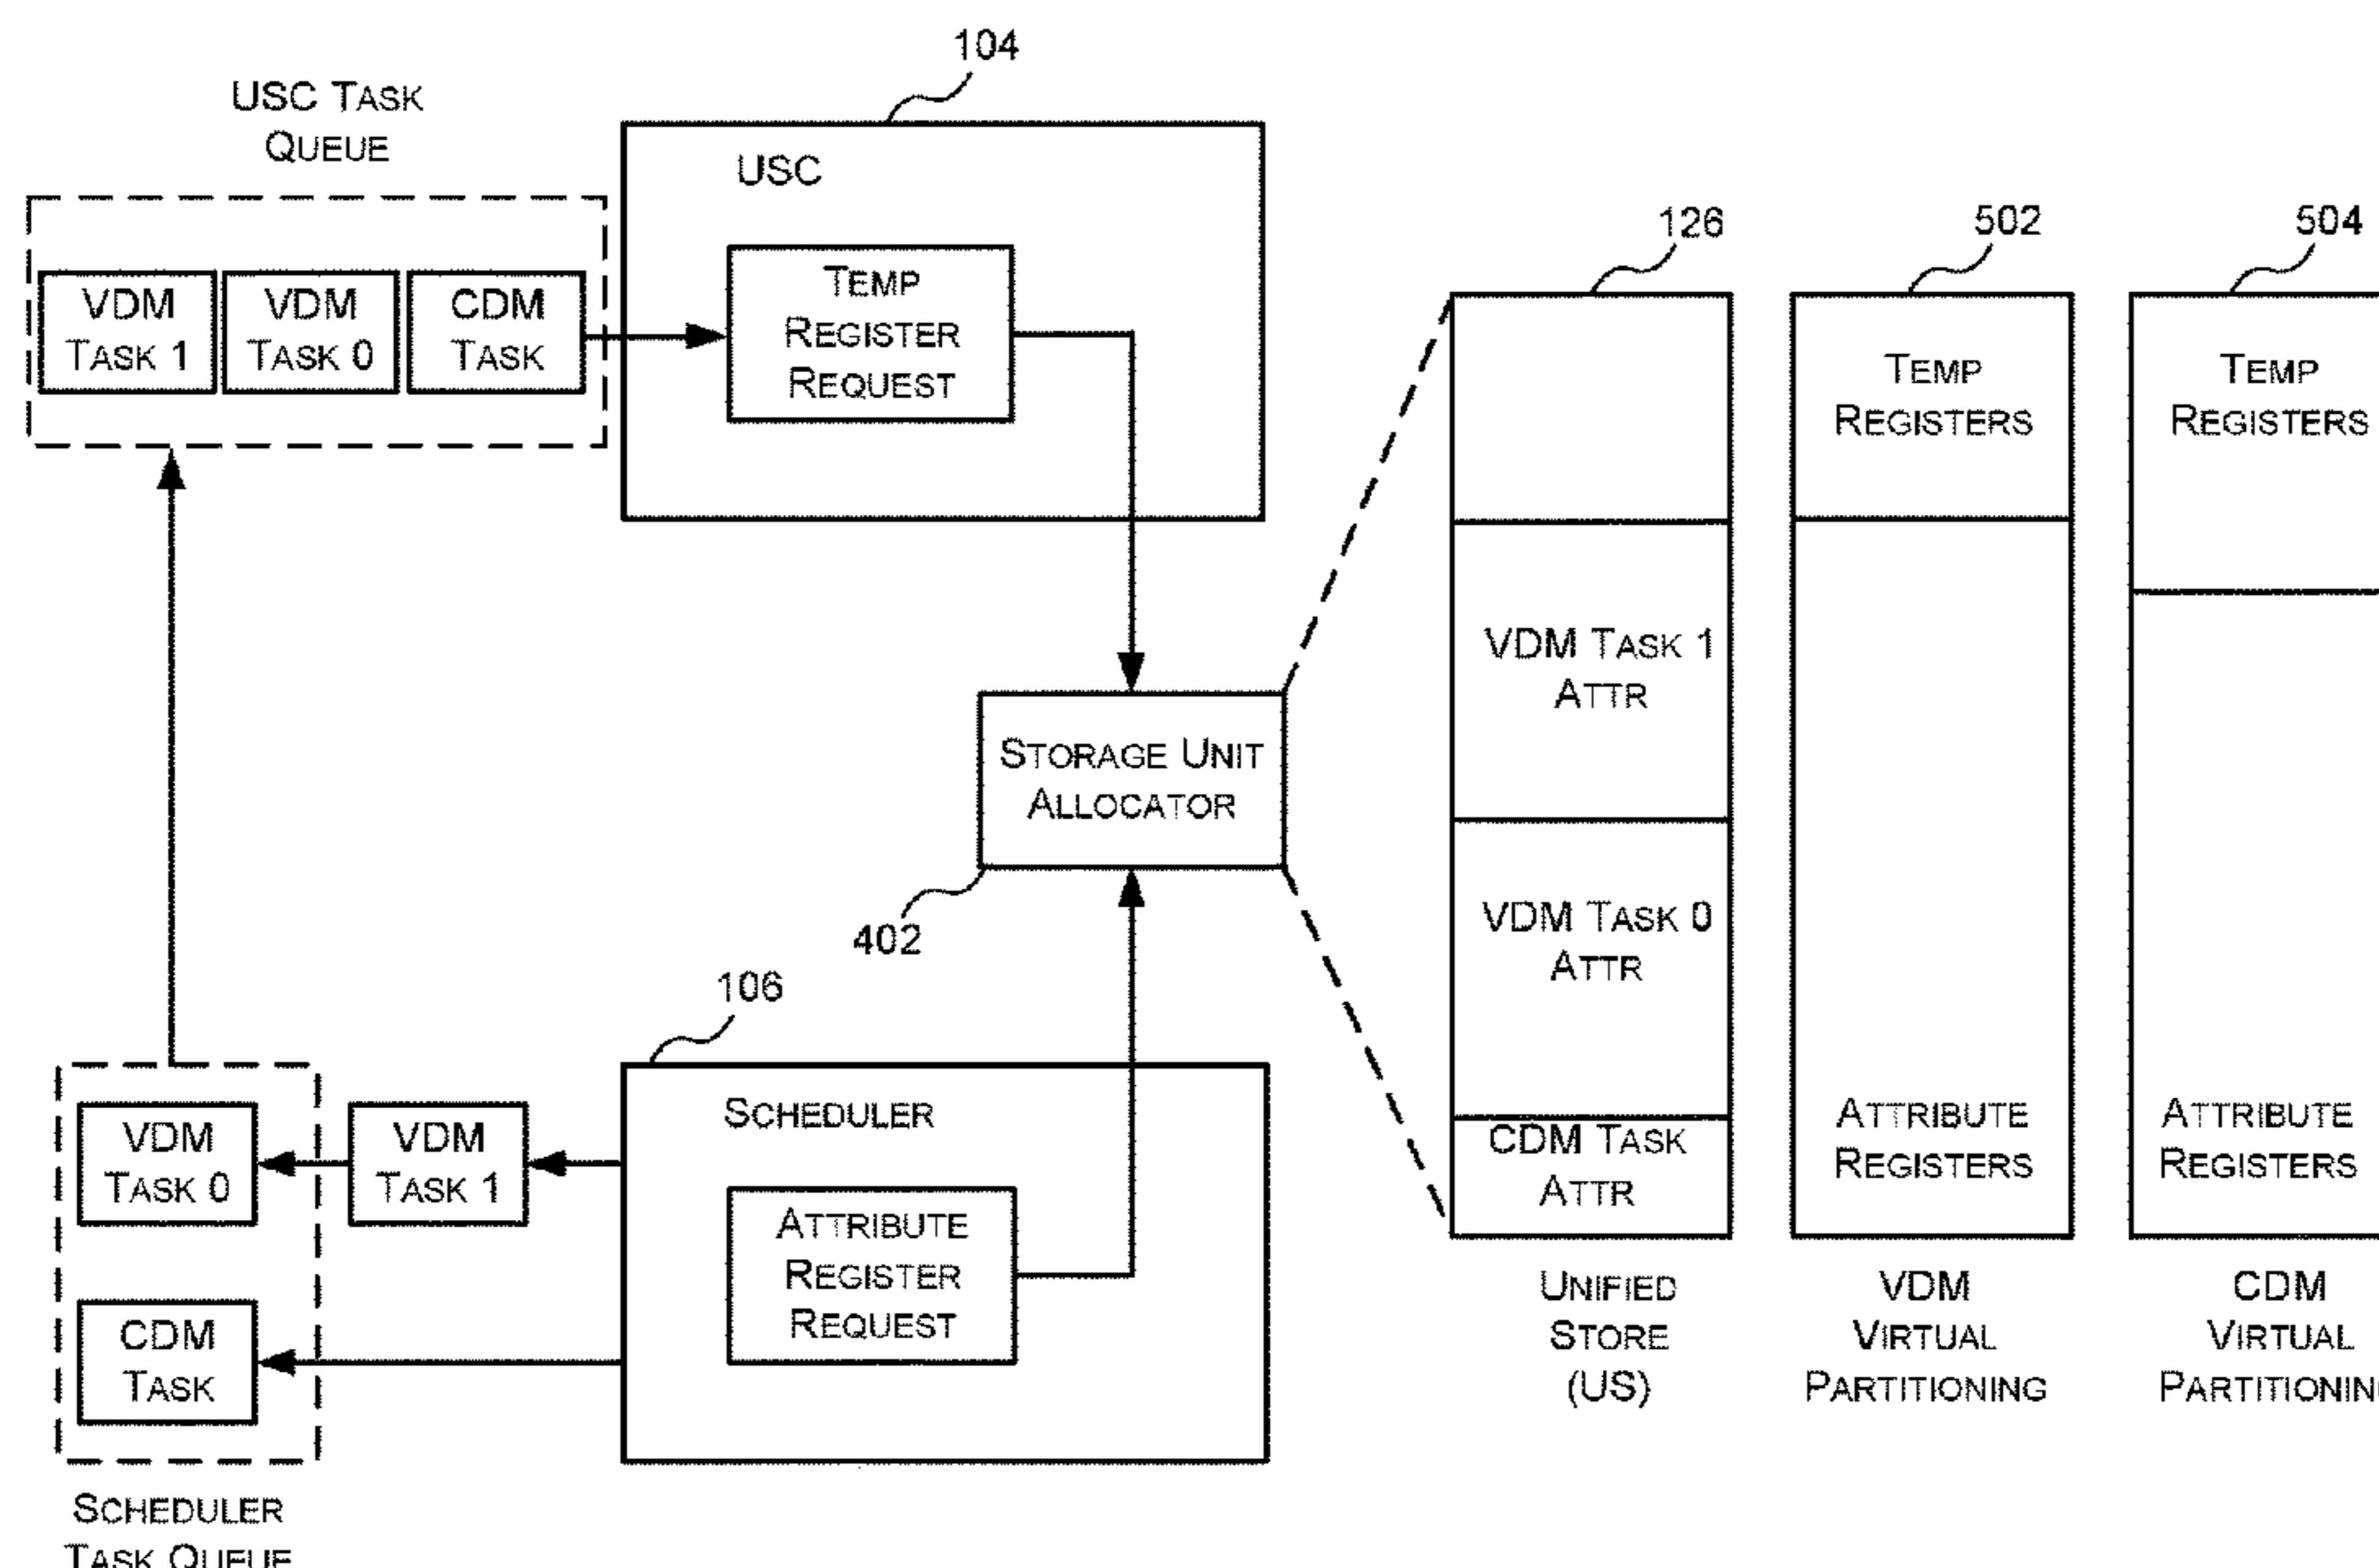 104
USC TASK
QUEUE
USC
126
502
504
VDM
TASK 1
VDM
TASK 0
CDM
TASK
TEMP
REGISTER
REQUEST
TEMP
REGISTERS
TEMP
REGISTERS
VDM TASK 1
ATTR
STORAGE UNIT
ALLOCATOR
402
VDM TASK 0
ATTR
106
SCHEDULER
VDM
TASK 0
VDM
TASK 1
CDM TASK
ATTR
ATTRIBUTE
REGISTERS
ATTRIBUTE
REGISTERS
ATTRIBUTE
REGISTER
REQUEST
CDM
TASK
UNIFIED
STORE
(US)
VDM
VIRTUAL
PARTITIONING
CDM
VIRTUAL
PARTITIONING
SCHEDULER
TASK QUEUE